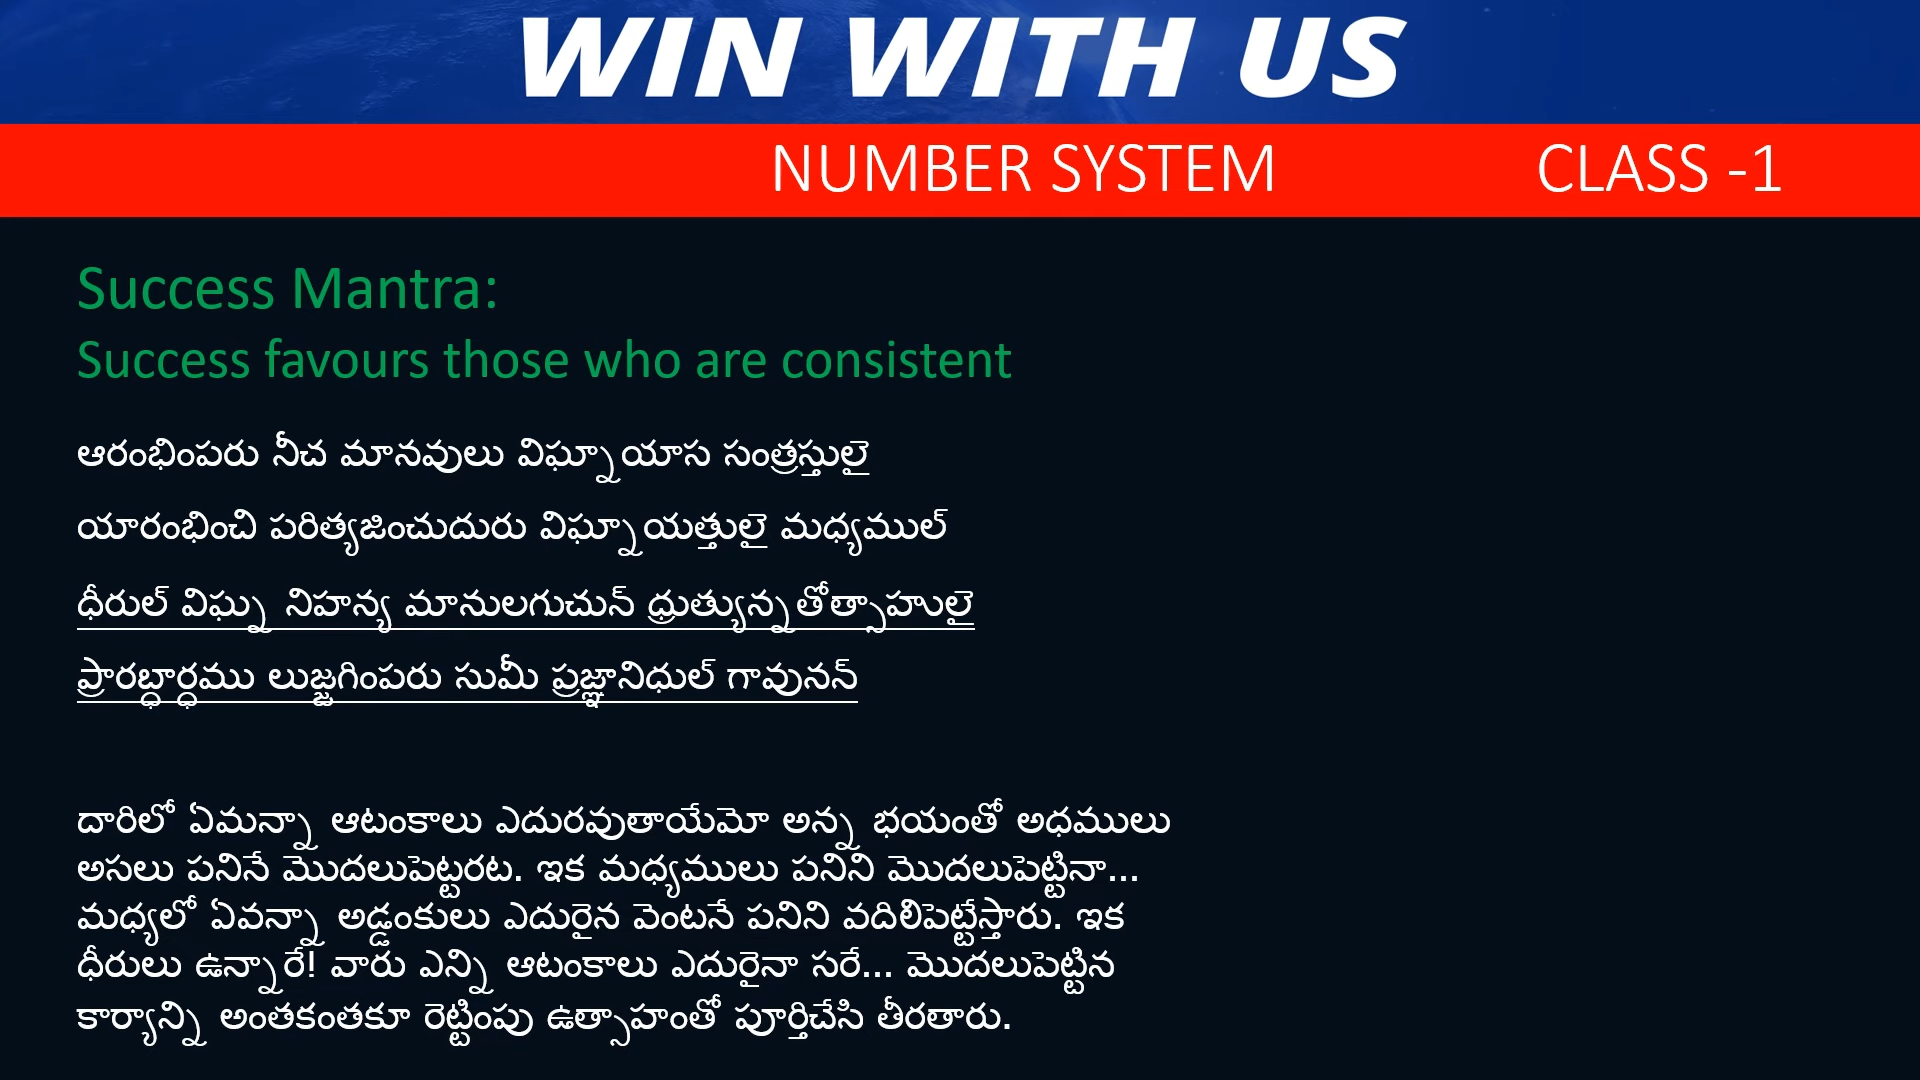 WIN WITH US
NUMBER SYSTEM CLASS -1
Success Mantra:
Success favours those who are consistent
ఆరంభింపరు నీచ మానవులు విఘ్నాయాస సంత్రస్తులై
యారంభించి పరిత్యజించుదురు విఘ్నాయత్తులై మధ్యముల్
ధీరుల్ విఘ్న నిహన్య మానులగుచున్ ధ్రుత్యున్నతోత్సాహులై
ప్రారబ్ధార్ధము లుజ్జగింపరు సుమీ ప్రజ్ఞానిధుల్ గావునన్
దారిలో ఏమన్నా ఆటంకాలు ఎదురవుతాయేమో అన్న భయంతో అధములు
అసలు పనినే మొదలుపెట్టరట. ఇక మధ్యములు పనిని మొదలుపెట్టినా...
మధ్యలో ఏవన్నా అడ్డంకులు ఎదురైన వెంటనే పనిని వదిలిపెట్టేస్తారు. ఇక
ధీరులు ఉన్నారే! వారు ఎన్ని ఆటంకాలు ఎదురైనా సరే... మొదలుపెట్టిన
కార్యాన్ని అంతకంతకూ రెట్టింపు ఉత్సాహంతో పూర్తిచేసి తీరతారు.